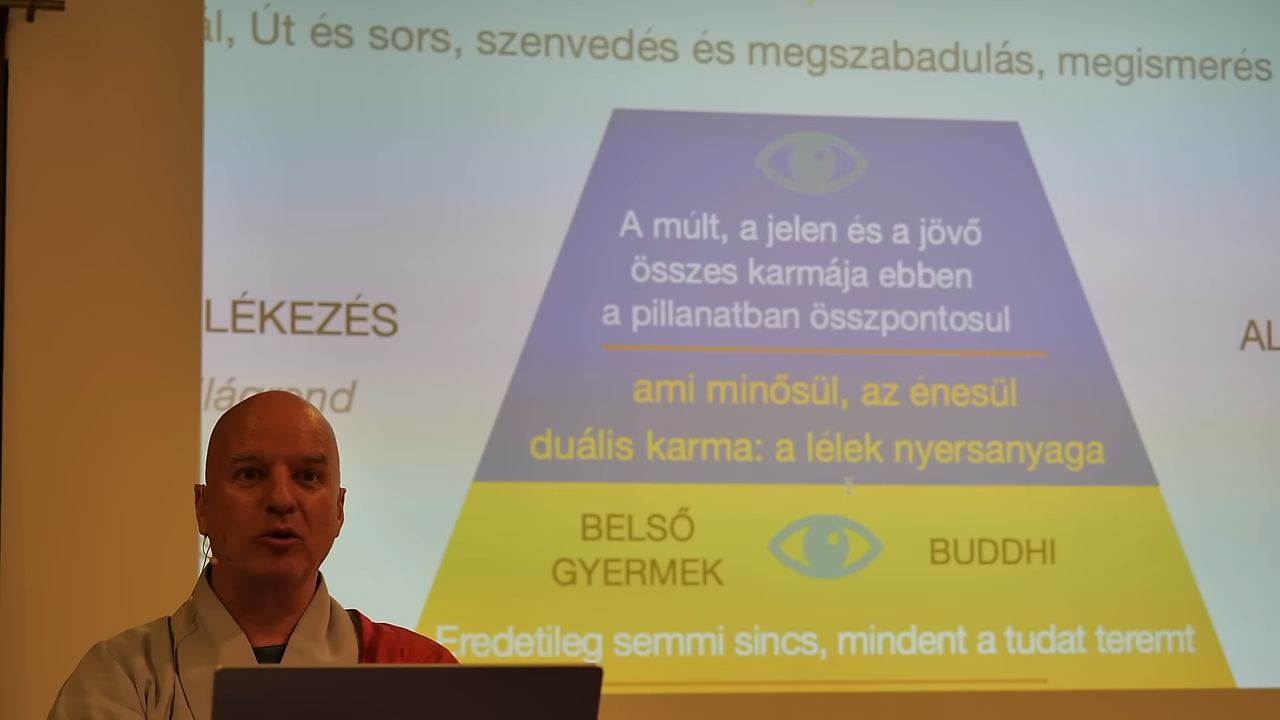 ál, Út és sors, szenvedés és megszabadulás, megismerés
A múlt, a jelen és a jövő
összes karmája ebben
a pillanatban összpontosul
LÉKEZÉS
AL
ami minősül, az énesül
duális karma: a lélek nyersanyaga
BELSŐ
GYERMEK
BUDDHI
Eredetileg semmi sincs, mindent a tudat teremt